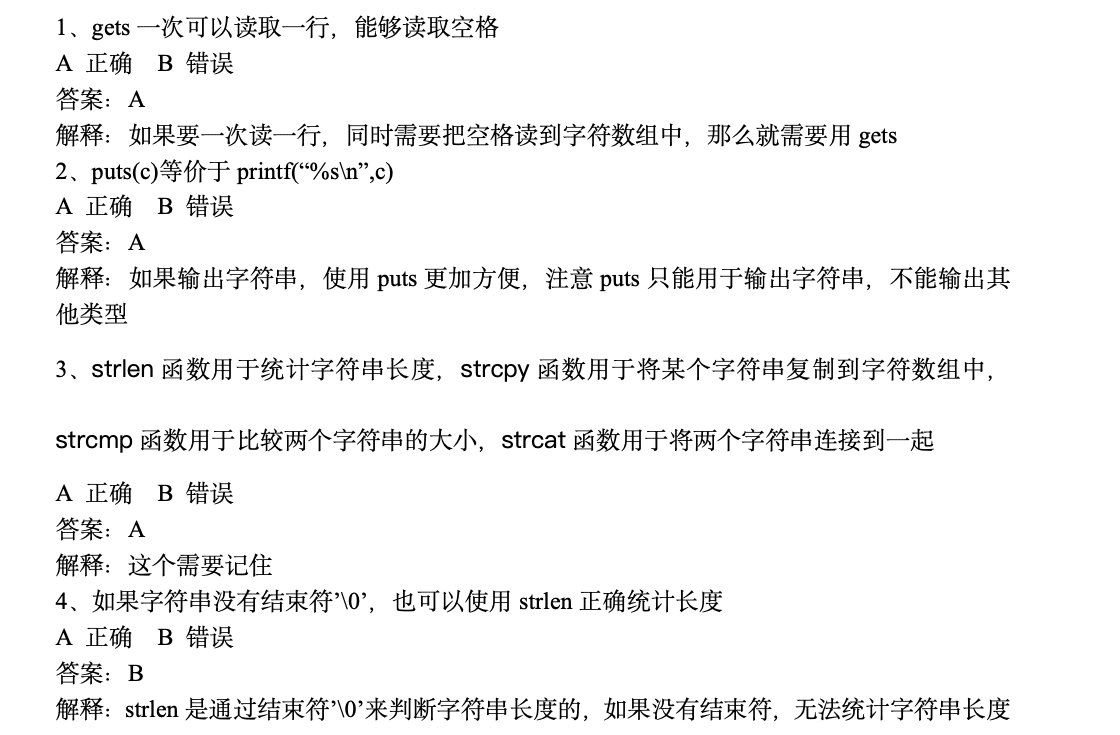 1、gets 一次可以读取一行，能够读取空格
A 正确 B 错误
答案：A
解释：如果要一次读一行，同时需要把空格读到字符数组中，那么就需要用 gets
2、puts(c)等价于 printf(“%s\n”,c)
A 正确 B 错误
答案：A
解释：如果输出字符串，使用 puts 更加方便，注意 puts 只能用于输出字符串，不能输出其
他类型
3、strlen 函数用于统计字符串长度，strcpy 函数用于将某个字符串复制到字符数组中，
strcmp 函数用于比较两个字符串的大小，strcat 函数用于将两个字符串连接到一起
A 正确 B 错误
答案：A
解释：这个需要记住
4、如果字符串没有结束符’\0’，也可以使用 strlen 正确统计长度
A 正确 B 错误
答案：B
解释：strlen 是通过结束符’\0’来判断字符串长度的，如果没有结束符，无法统计字符串长度